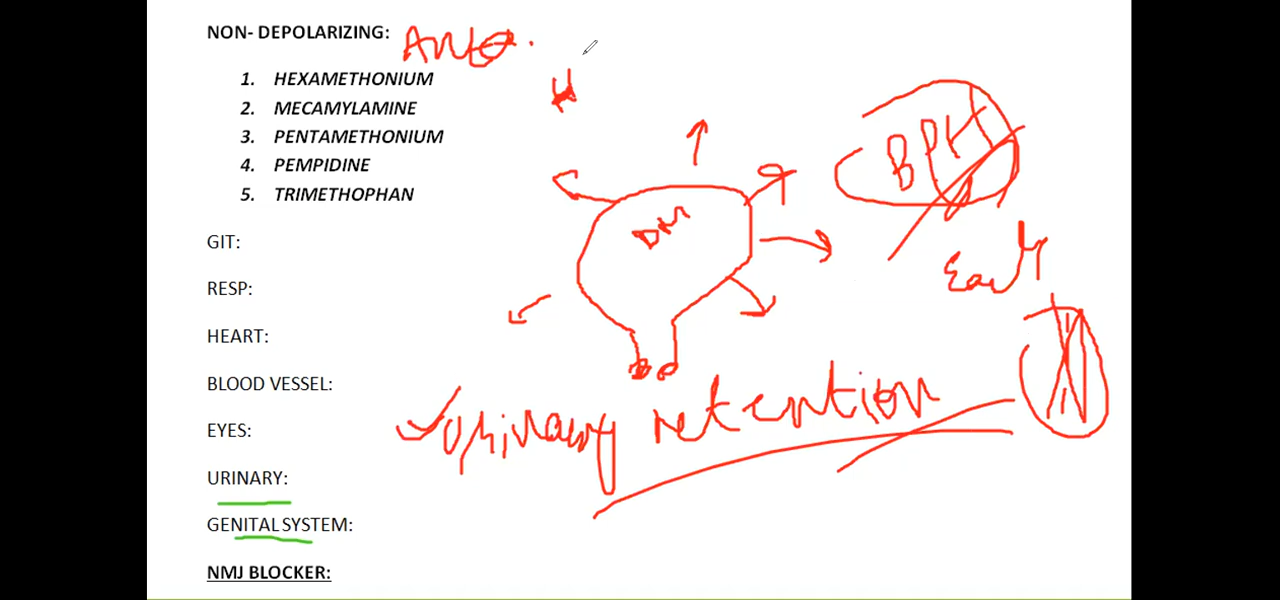 NON- DEPOLARIZING:
1. HEXAMETHONIUM
2. MECAMYLAMINE
3. PENTAMETHONIUM
4. PEMPIDINE
5. TRIMETHOPHAN
BPH
DM
GIT:
RESP:
HEART:
BLOOD VESSEL:
urinary retention
EYES:
URINARY:
GENITAL SYSTEM:
NMJ BLOCKER: